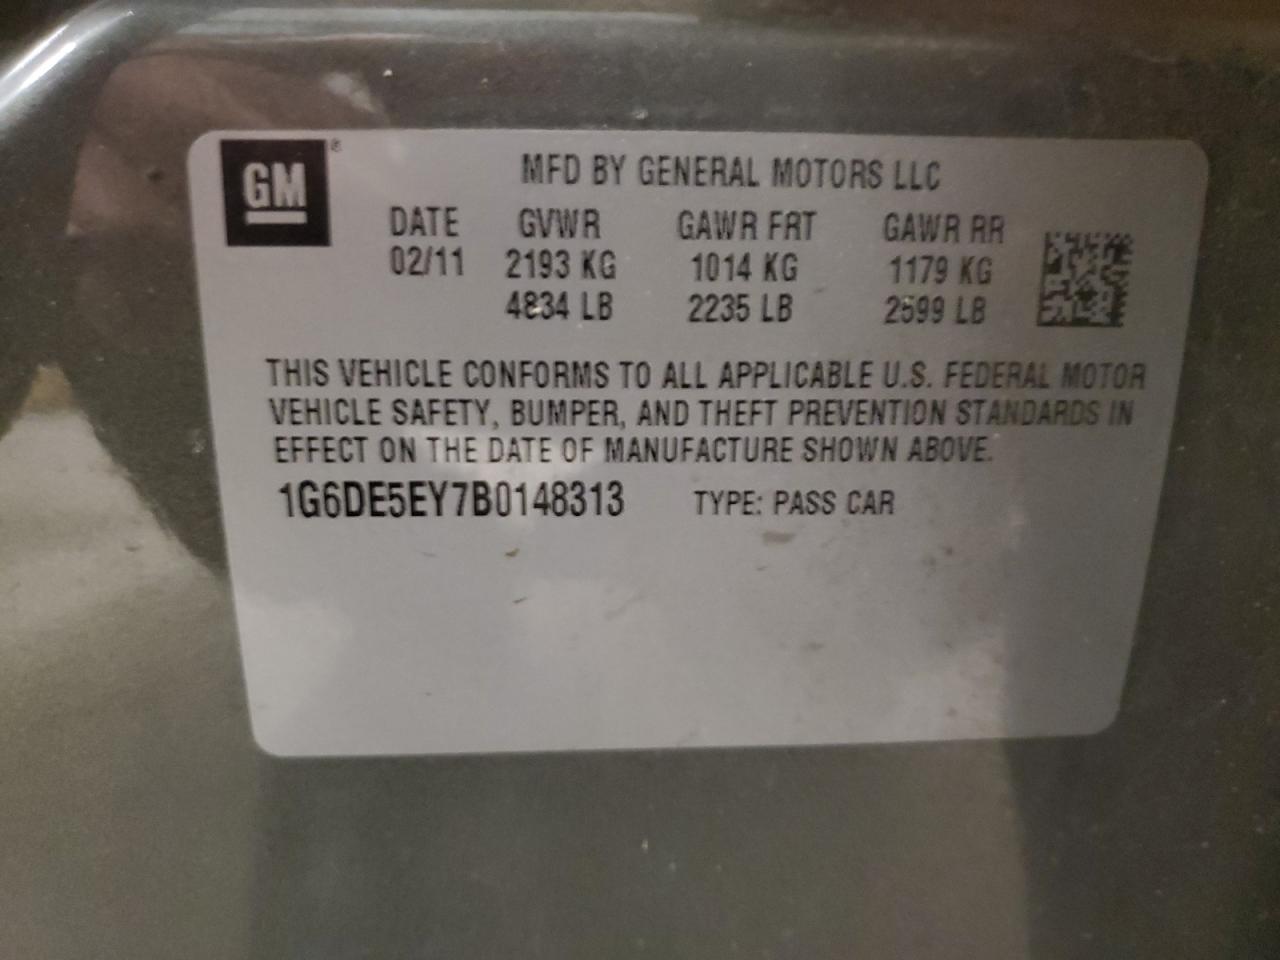 GM®
MFD BY GENERAL MOTORS LLC
DATE GVWR GAWR FRT GAWR RR
02/11 2193 KG 1014 KG 1179 KG
4834 LB 2235 LB 2599 LB
THIS VEHICLE CONFORMS TO ALL APPLICABLE U.S. FEDERAL MOTOR
VEHICLE SAFETY, BUMPER, AND THEFT PREVENTION STANDARDS IN
EFFECT ON THE DATE OF MANUFACTURE SHOWN ABOVE.
1G6DE5EY7B0148313 TYPE: PASS CAR